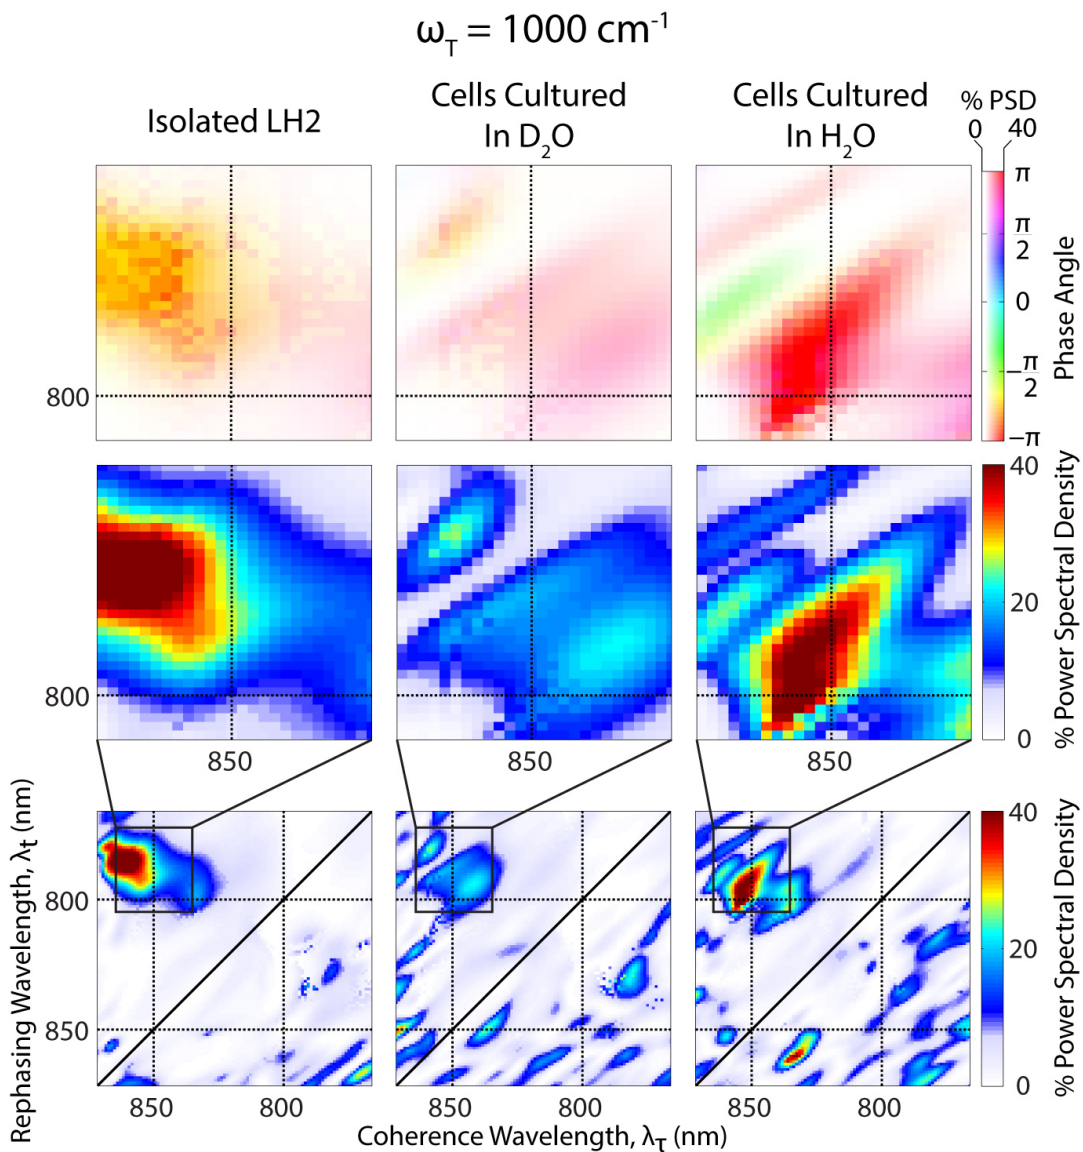 ω_T = 1000 cm⁻¹
Isolated LH2
Cells Cultured
In D₂O
Cells Cultured
In H₂O
% PSD
0 40
π
π/2
0
−π/2
−π
Phase Angle
800
800
850
850
850
40
20
0
% Power Spectral Density
Rephasing Wavelength, λ_t (nm)
800
850
850 800
850 800
850 800
40
20
0
% Power Spectral Density
Coherence Wavelength, λ_τ (nm)